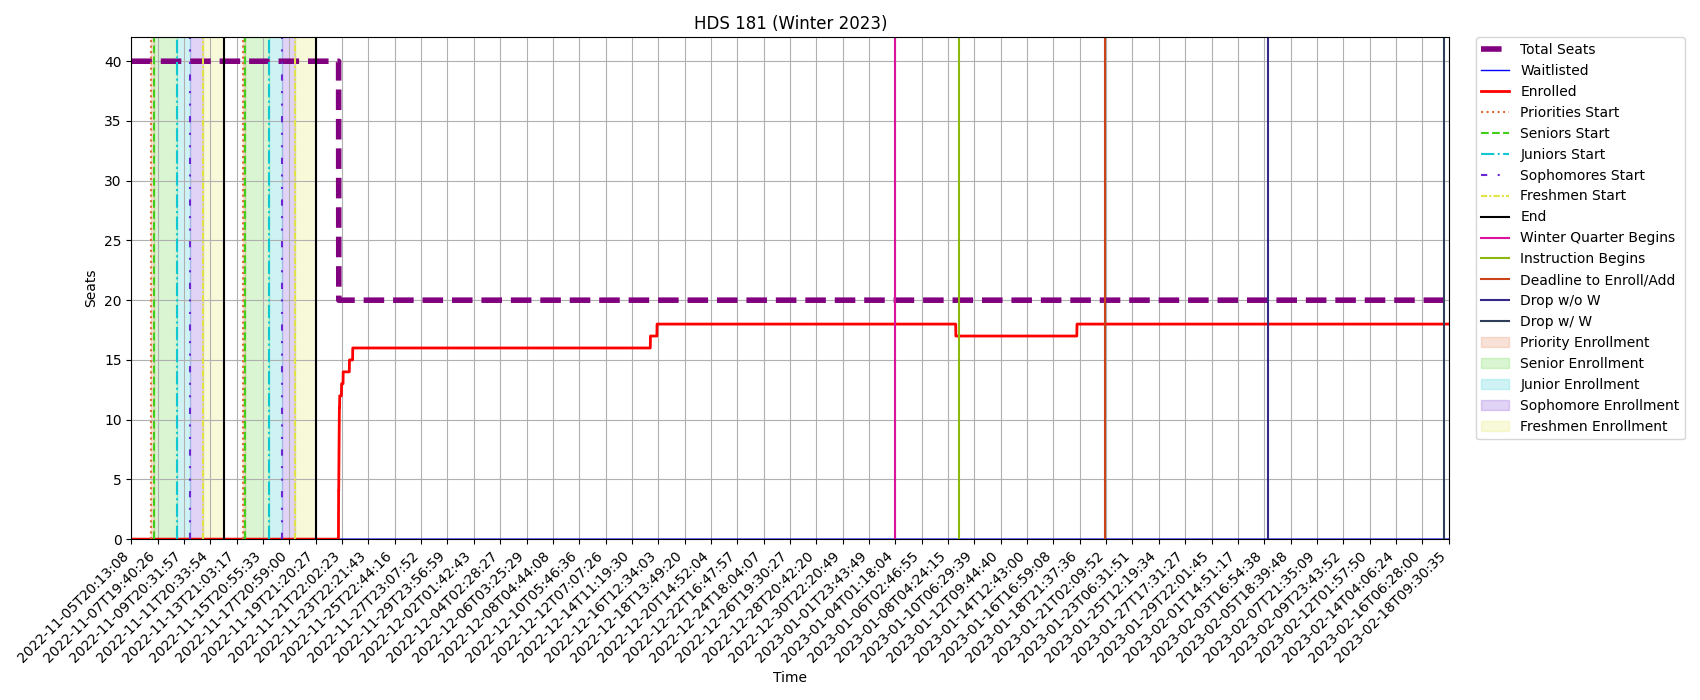 HDS 181 (Winter 2023)
Seats
40
35
30
25
20
15
10
5
0
2022-11-05T20:13:08
2022-11-07T19:40:26
2022-11-09T20:31:57
2022-11-11T20:33:54
2022-11-13T21:03:17
2022-11-15T20:55:33
2022-11-17T20:59:00
2022-11-19T21:20:27
2022-11-21T22:02:23
2022-11-23T22:21:43
2022-11-25T22:44:16
2022-11-27T23:07:52
2022-11-29T23:56:59
2022-12-02T01:42:43
2022-12-04T02:28:27
2022-12-06T03:25:29
2022-12-08T04:44:08
2022-12-10T05:46:36
2022-12-12T07:07:26
2022-12-14T11:19:30
2022-12-16T12:34:03
2022-12-18T13:49:20
2022-12-20T14:52:04
2022-12-22T16:47:57
2022-12-24T18:04:07
2022-12-26T19:30:27
2022-12-28T20:42:20
2022-12-30T22:20:49
2023-01-01T23:43:49
2023-01-04T01:18:04
2023-01-06T02:46:55
2023-01-08T04:24:15
2023-01-10T06:29:39
2023-01-12T09:44:40
2023-01-14T12:43:00
2023-01-16T16:59:08
2023-01-18T21:37:36
2023-01-21T02:09:52
2023-01-23T06:31:51
2023-01-25T12:19:34
2023-01-27T17:31:27
2023-01-29T22:01:45
2023-02-01T14:51:17
2023-02-03T16:54:38
2023-02-05T18:39:48
2023-02-07T21:35:09
2023-02-09T23:43:52
2023-02-12T01:57:50
2023-02-14T04:06:24
2023-02-16T06:28:00
2023-02-18T09:30:35
Time
Total Seats
Waitlisted
Enrolled
Priorities Start
Seniors Start
Juniors Start
Sophomores Start
Freshmen Start
End
Winter Quarter Begins
Instruction Begins
Deadline to Enroll/Add
Drop w/o W
Drop w/ W
Priority Enrollment
Senior Enrollment
Junior Enrollment
Sophomore Enrollment
Freshmen Enrollment